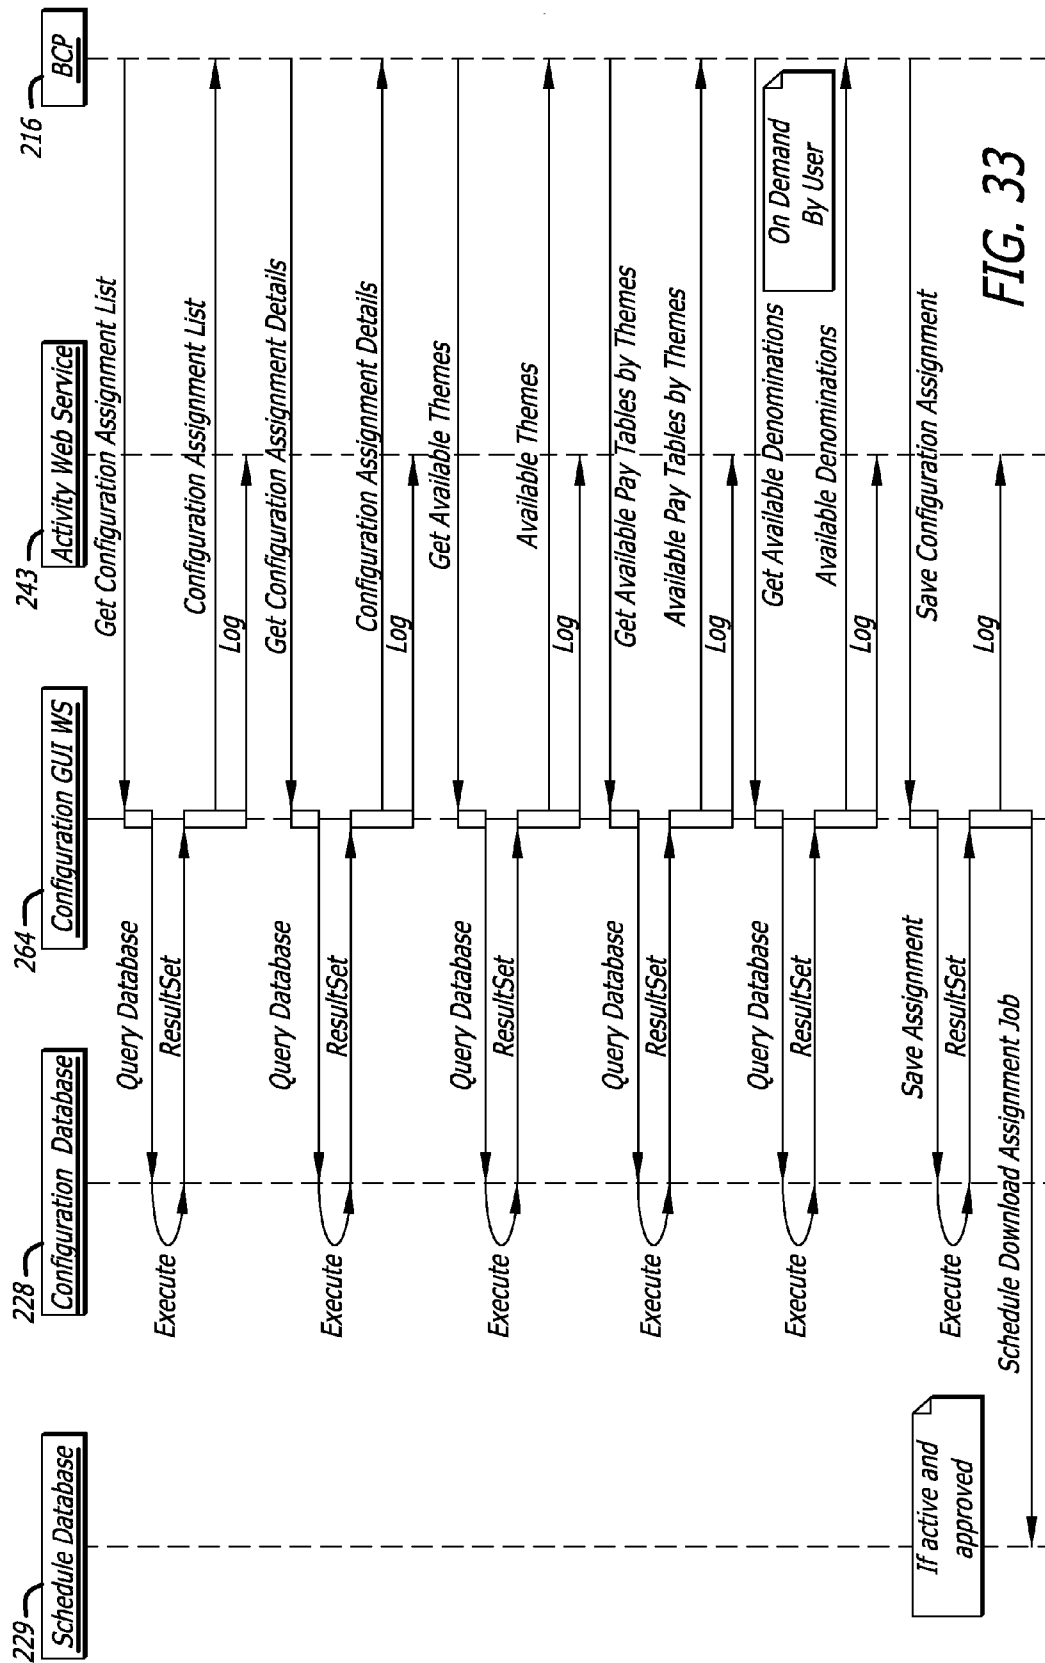 229
Schedule Database
228
Configuration Database
264
Configuration GUI WS
243
Activity Web Service
216
BCP
Get Configuration Assignment List
Query Database
Execute
ResultSet
Configuration Assignment List
Log
Get Configuration Assignment Details
Query Database
Execute
ResultSet
Configuration Assignment Details
Log
Get Available Themes
Query Database
Execute
ResultSet
Available Themes
Log
Get Available Pay Tables by Themes
Query Database
Execute
ResultSet
Available Pay Tables by Themes
Log
Get Available Denominations
On Demand
By User
Query Database
Execute
ResultSet
Available Denominations
Log
Save Configuration Assignment
Save Assignment
Execute
ResultSet
Log
If active and
approved
Schedule Download Assignment Job
FIG. 33